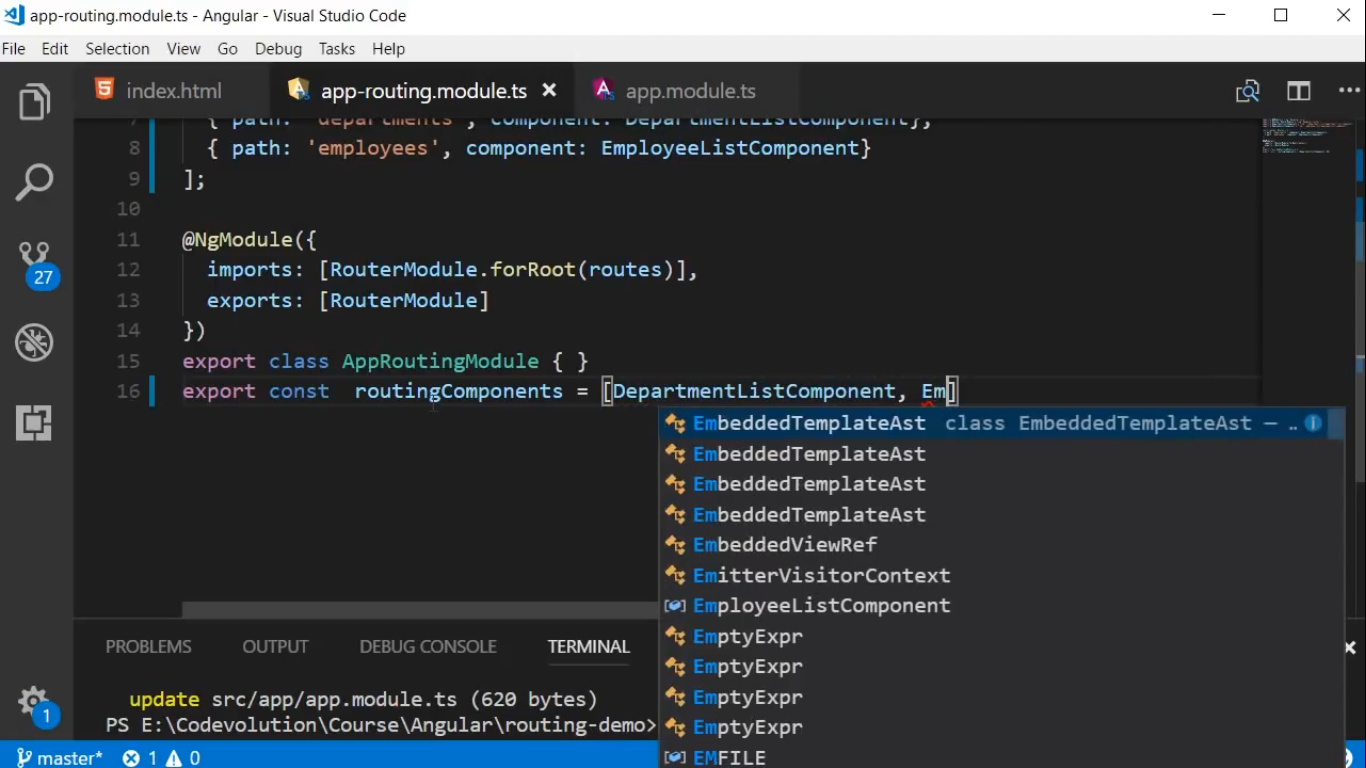 app-routing.module.ts - Angular - Visual Studio Code
File Edit Selection View Go Debug Tasks Help
index.html app-routing.module.ts app.module.ts
7 { path: 'departments', component: DepartmentListComponent},
8 { path: 'employees', component: EmployeeListComponent}
9 ];
10
11 @NgModule({
12 imports: [RouterModule.forRoot(routes)],
13 exports: [RouterModule]
14 })
15 export class AppRoutingModule { }
16 export const routingComponents = [DepartmentListComponent, Em]
EmbeddedTemplateAst class EmbeddedTemplateAst — ..
EmbeddedTemplateAst
EmbeddedTemplateAst
EmbeddedTemplateAst
EmbeddedViewRef
EmitterVisitorContext
EmployeeListComponent
EmptyExpr
EmptyExpr
EmptyExpr
EmptyExpr
EMFILE
27
PROBLEMS OUTPUT DEBUG CONSOLE TERMINAL
update src/app/app.module.ts (620 bytes)
PS E:\Codevolution\Course\Angular\routing-demo>
1
master* 1 0